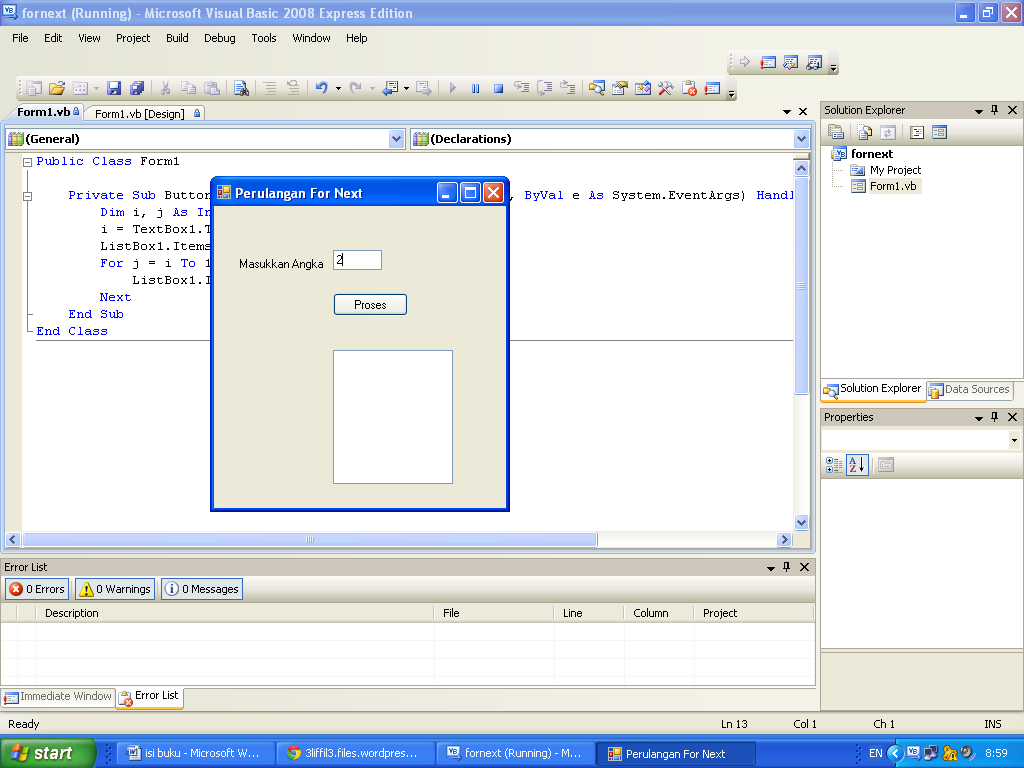 fornext (Running) - Microsoft Visual Basic 2008 Express Edition
File Edit View Project Build Debug Tools Window Help
Form1.vb Form1.vb [Design]
(General) (Declarations)
Public Class Form1
Private Sub Button , ByVal e As System.EventArgs) Handl
Dim i, j As In
i = TextBox1.T
ListBox1.Items
For j = i To 1
ListBox1.I
Next
End Sub
End Class
Perulangan For Next
Masukkan Angka 2
Proses
Solution Explorer
fornext
My Project
Form1.vb
Solution Explorer Data Sources
Properties
Error List
0 Errors 0 Warnings 0 Messages
Description File Line Column Project
Immediate Window Error List
Ready Ln 13 Col 1 Ch 1 INS
start isi buku - Microsoft W... 3liffil3.files.wordpres... fornext (Running) - M... Perulangan For Next EN 8:59